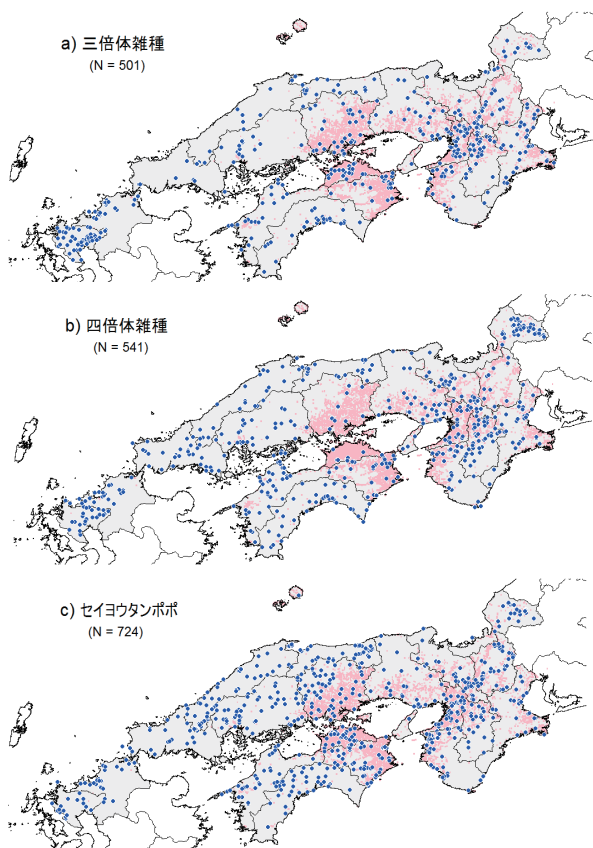 a) 三倍体雑種
(N = 501)
b) 四倍体雑種
(N = 541)
c) セイヨウタンポポ
(N = 724)